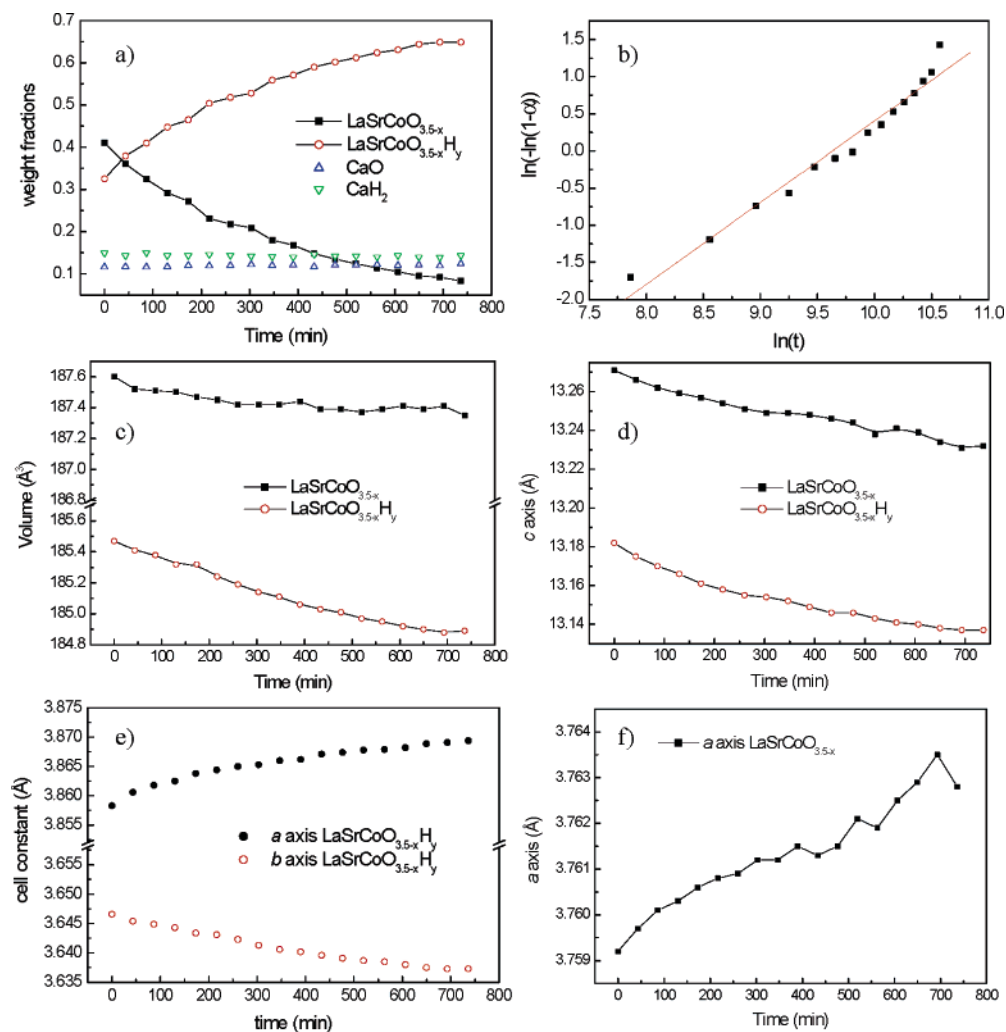 a)
weight fractions
0.7
0.6
0.5
0.4
0.3
0.2
0.1
LaSrCoO3.5-x
LaSrCoO3.5-xHy
CaO
CaH2
0 100 200 300 400 500 600 700 800
Time (min)
b)
ln(-ln(1-α))
1.5
1.0
0.5
0.0
-0.5
-1.0
-1.5
-2.0
7.5 8.0 8.5 9.0 9.5 10.0 10.5 11.0
ln(t)
c)
Volume (Å3)
187.6
187.4
187.2
187.0
186.8
185.6
185.4
185.2
185.0
184.8
LaSrCoO3.5-x
LaSrCoO3.5-xHy
0 100 200 300 400 500 600 700 800
Time (min)
d)
c axis (Å)
13.26
13.24
13.22
13.20
13.18
13.16
13.14
LaSrCoO3.5-x
LaSrCoO3.5-xHy
0 100 200 300 400 500 600 700
Time (min)
e)
cell constant (Å)
3.875
3.870
3.865
3.860
3.855
3.655
3.650
3.645
3.640
3.635
a axis LaSrCoO3.5-xHy
b axis LaSrCoO3.5-xHy
0 100 200 300 400 500 600 700 800
time (min)
f)
a axis (Å)
3.764
3.763
3.762
3.761
3.760
3.759
a axis LaSrCoO3.5-x
0 100 200 300 400 500 600 700 800
Time (min)